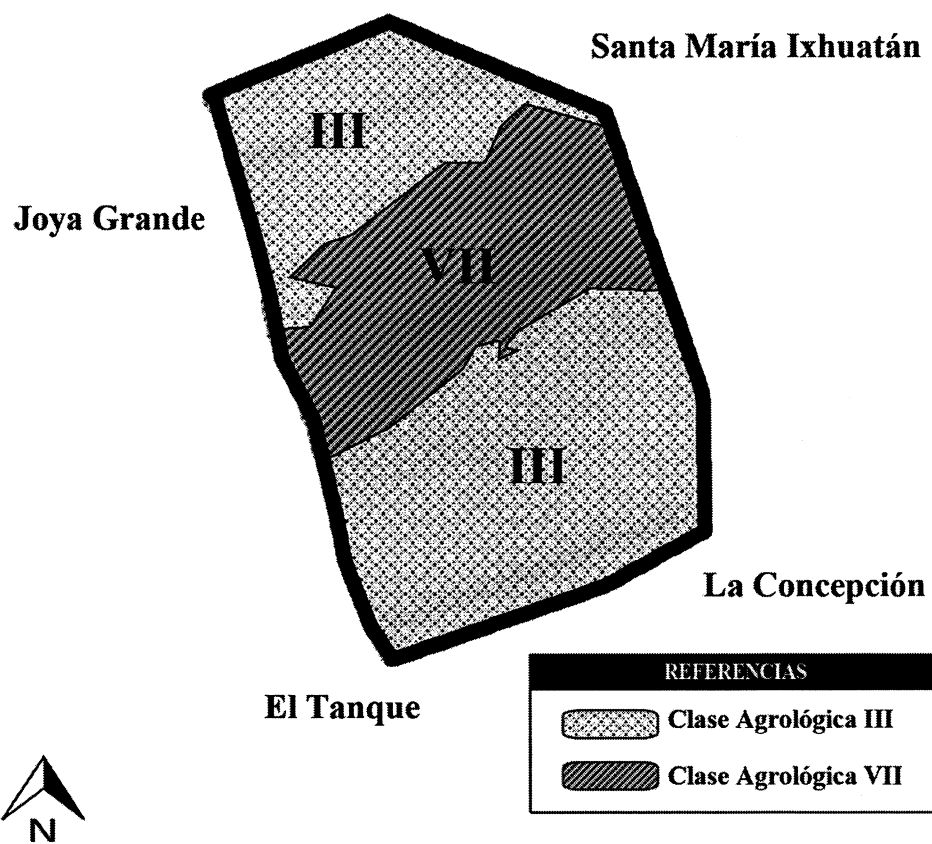 Santa María Ixhuatán
III
Joya Grande
VII
III
La Concepción
El Tanque
REFERENCIAS
Clase Agrológica III
Clase Agrológica VII
N